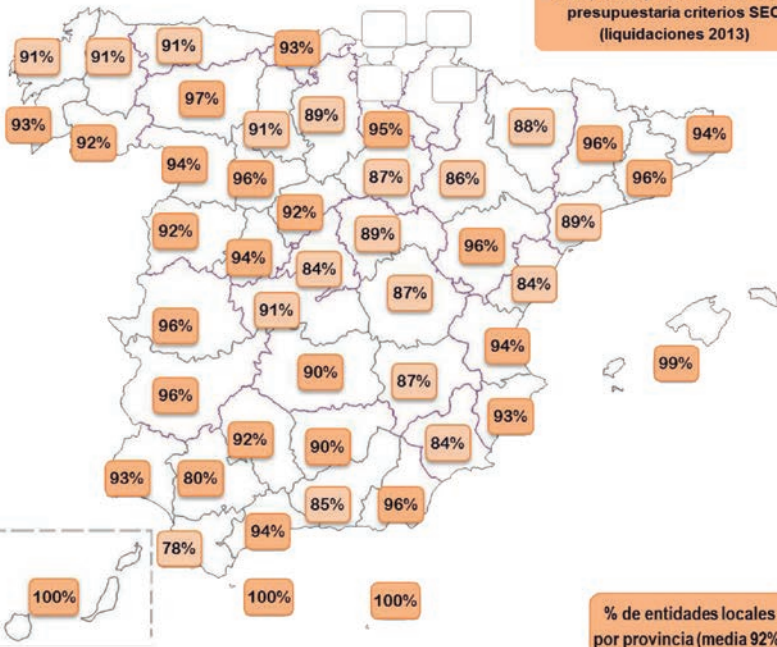 presupuestaria criterios SEC
(liquidaciones 2013)
91% 91% 91% 93%
97%
93% 92% 91% 89% 95% 88% 96% 94%
94% 96% 87% 86% 96%
92% 92% 89% 96% 89%
94% 84% 87% 84%
96% 91%
94% 99%
96% 90% 87%
93%
92% 90% 84%
93% 80%
85% 96%
78% 94%
100% 100% 100%
% de entidades locales
por provincia (media 92%